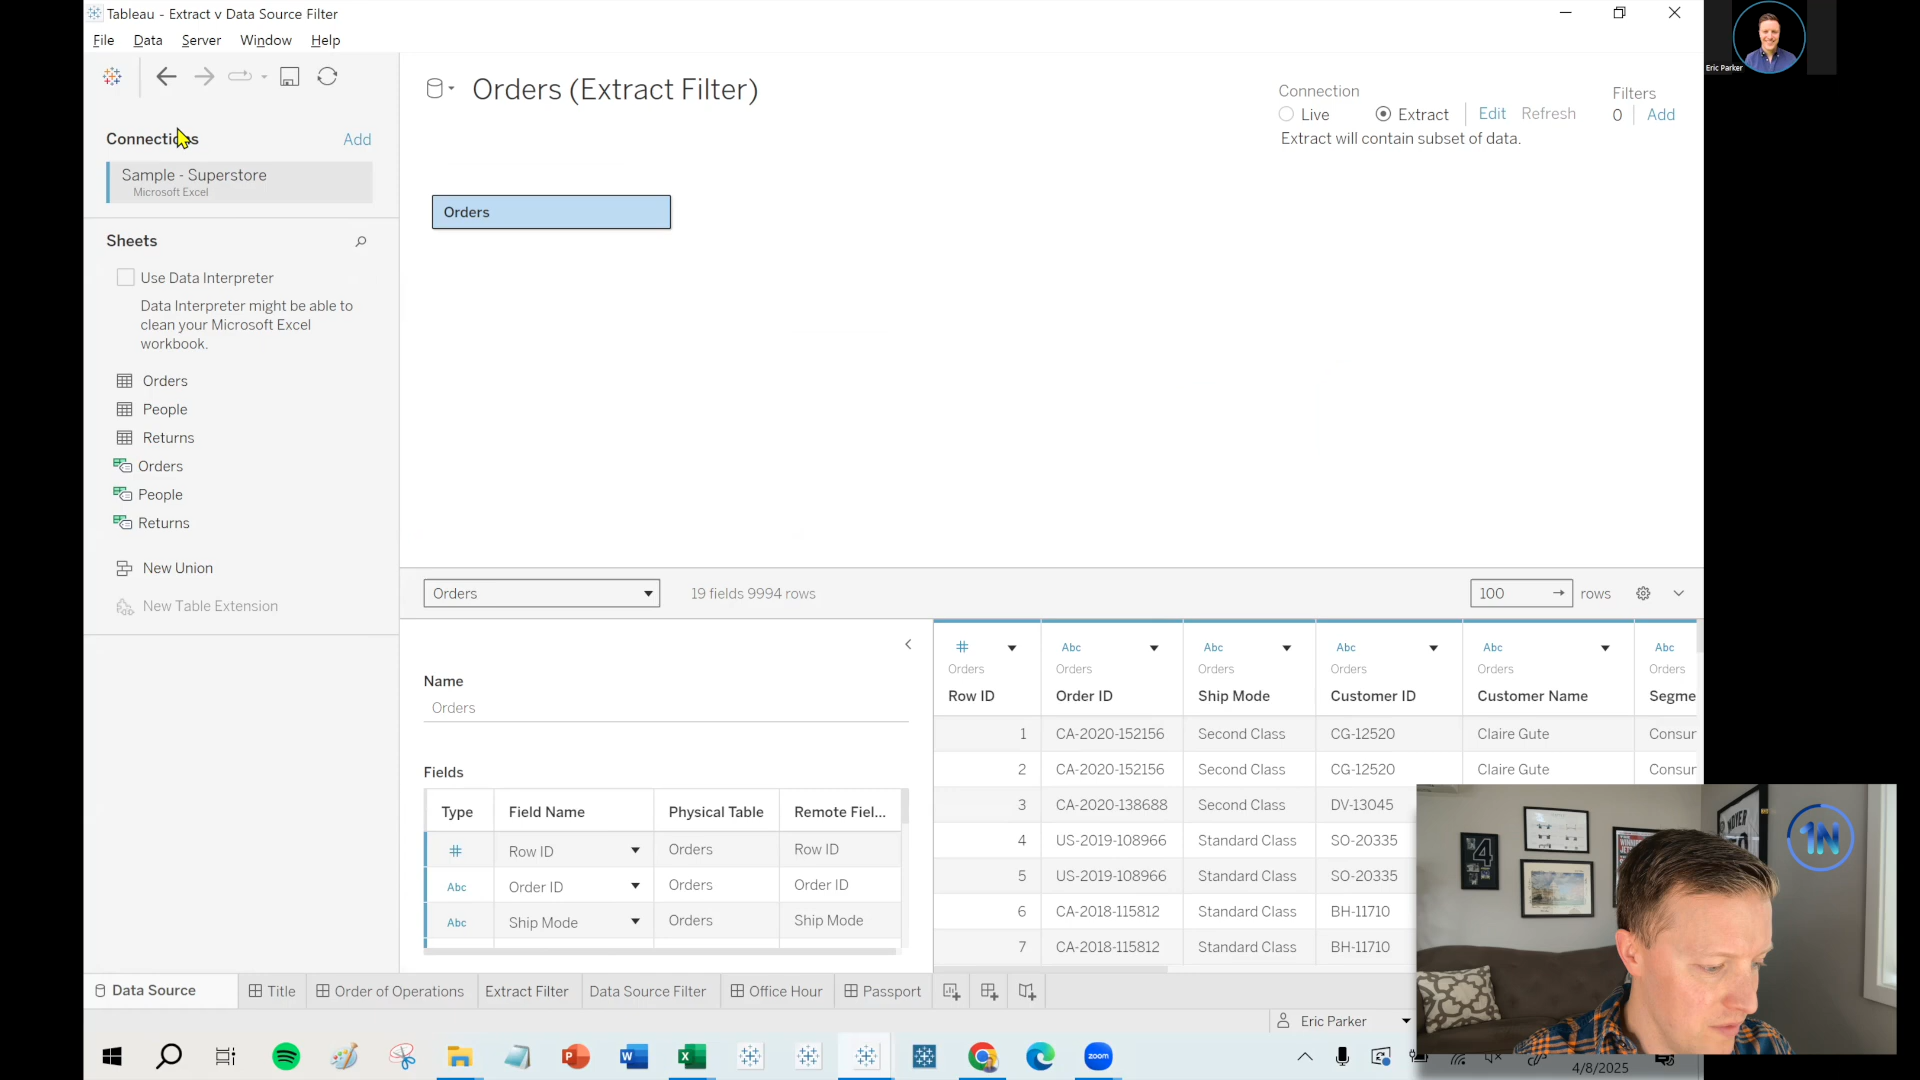 Tableau - Extract v Data Source Filter
File Data Server Window Help
Eric Parker
Connections Add
Sample - Superstore
Microsoft Excel
Sheets
Use Data Interpreter
Data Interpreter might be able to
clean your Microsoft Excel
workbook.
Orders
People
Returns
Orders
People
Returns
New Union
New Table Extension
Orders (Extract Filter)
Connection
Live Extract Edit Refresh
Extract will contain subset of data.
Filters
0 Add
Orders
Orders 19 fields 9994 rows 100 rows
Name
Orders
Fields
Type Field Name Physical Table Remote Fiel...
# Row ID Orders Row ID
Abc Order ID Orders Order ID
Abc Ship Mode Orders Ship Mode
# Abc Abc Abc Abc Abc
Orders Orders Orders Orders Orders Orders
Row ID Order ID Ship Mode Customer ID Customer Name Segme
1 CA-2020-152156 Second Class CG-12520 Claire Gute Consur
2 CA-2020-152156 Second Class CG-12520 Claire Gute Consur
3 CA-2020-138688 Second Class DV-13045
4 US-2019-108966 Standard Class SO-20335
5 US-2019-108966 Standard Class SO-20335
6 CA-2018-115812 Standard Class BH-11710
7 CA-2018-115812 Standard Class BH-11710
1N
Data Source Title Order of Operations Extract Filter Data Source Filter Office Hour Passport
Eric Parker
zoom
4/8/2025